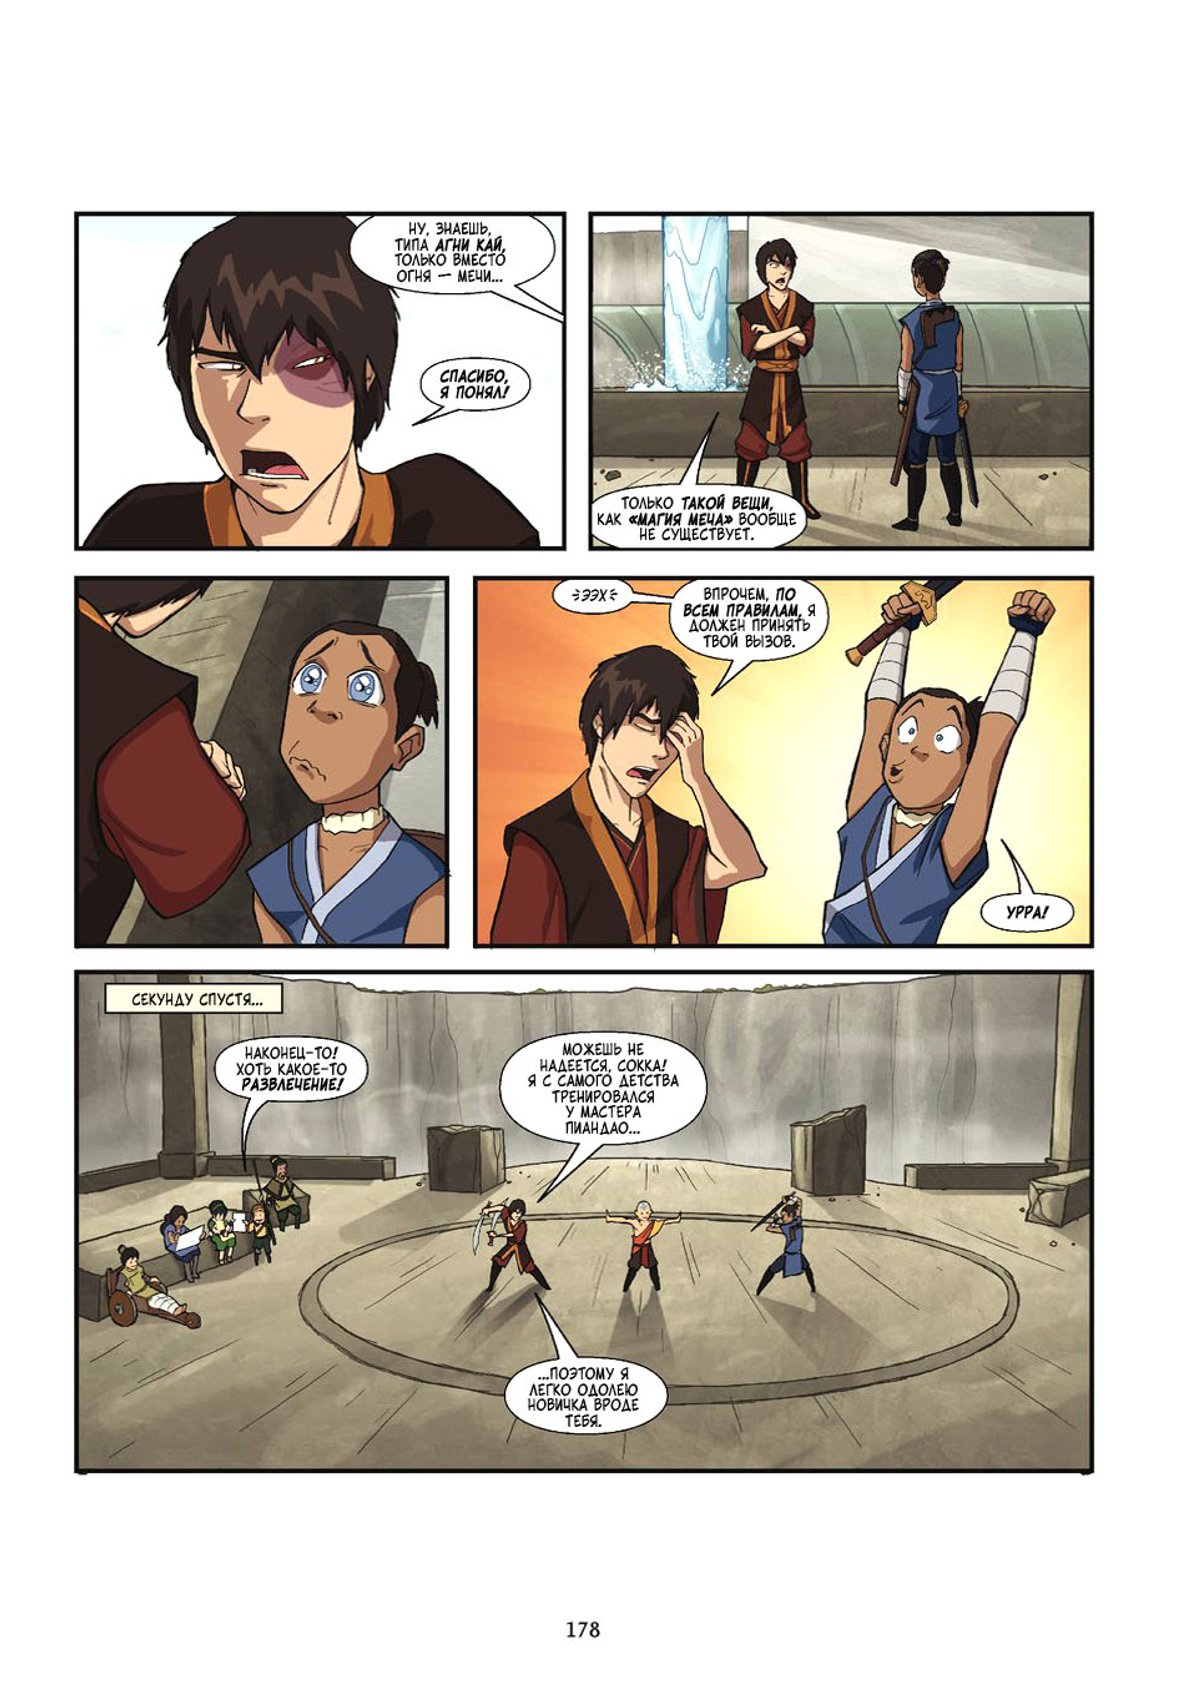 НУ, ЗНАЕШЬ,
ТИПА АГНИ КАЙ,
ТОЛЬКО ВМЕСТО
ОГНЯ — МЕЧИ...
СПАСИБО,
Я ПОНЯЛ!
ТОЛЬКО ТАКОЙ ВЕЩИ,
КАК «МАГИЯ МЕЧА» ВООБЩЕ
НЕ СУЩЕСТВУЕТ.
ЭЭХ
ВПРОЧЕМ, ПО
ВСЕМ ПРАВИЛАМ, Я
ДОЛЖЕН ПРИНЯТЬ
ТВОЙ ВЫЗОВ.
УРРА!
СЕКУНДУ СПУСТЯ...
НАКОНЕЦ-ТО!
ХОТЬ КАКОЕ-ТО
РАЗВЛЕЧЕНИЕ!
МОЖЕШЬ НЕ
НАДЕЕТСЯ, СОККА!
Я С САМОГО ДЕТСТВА
ТРЕНИРОВАЛСЯ
У МАСТЕРА
ПИАНДАО...
...ПОЭТОМУ Я
ЛЕГКО ОДОЛЕЮ
НОВИЧКА ВРОДЕ
ТЕБЯ.
178